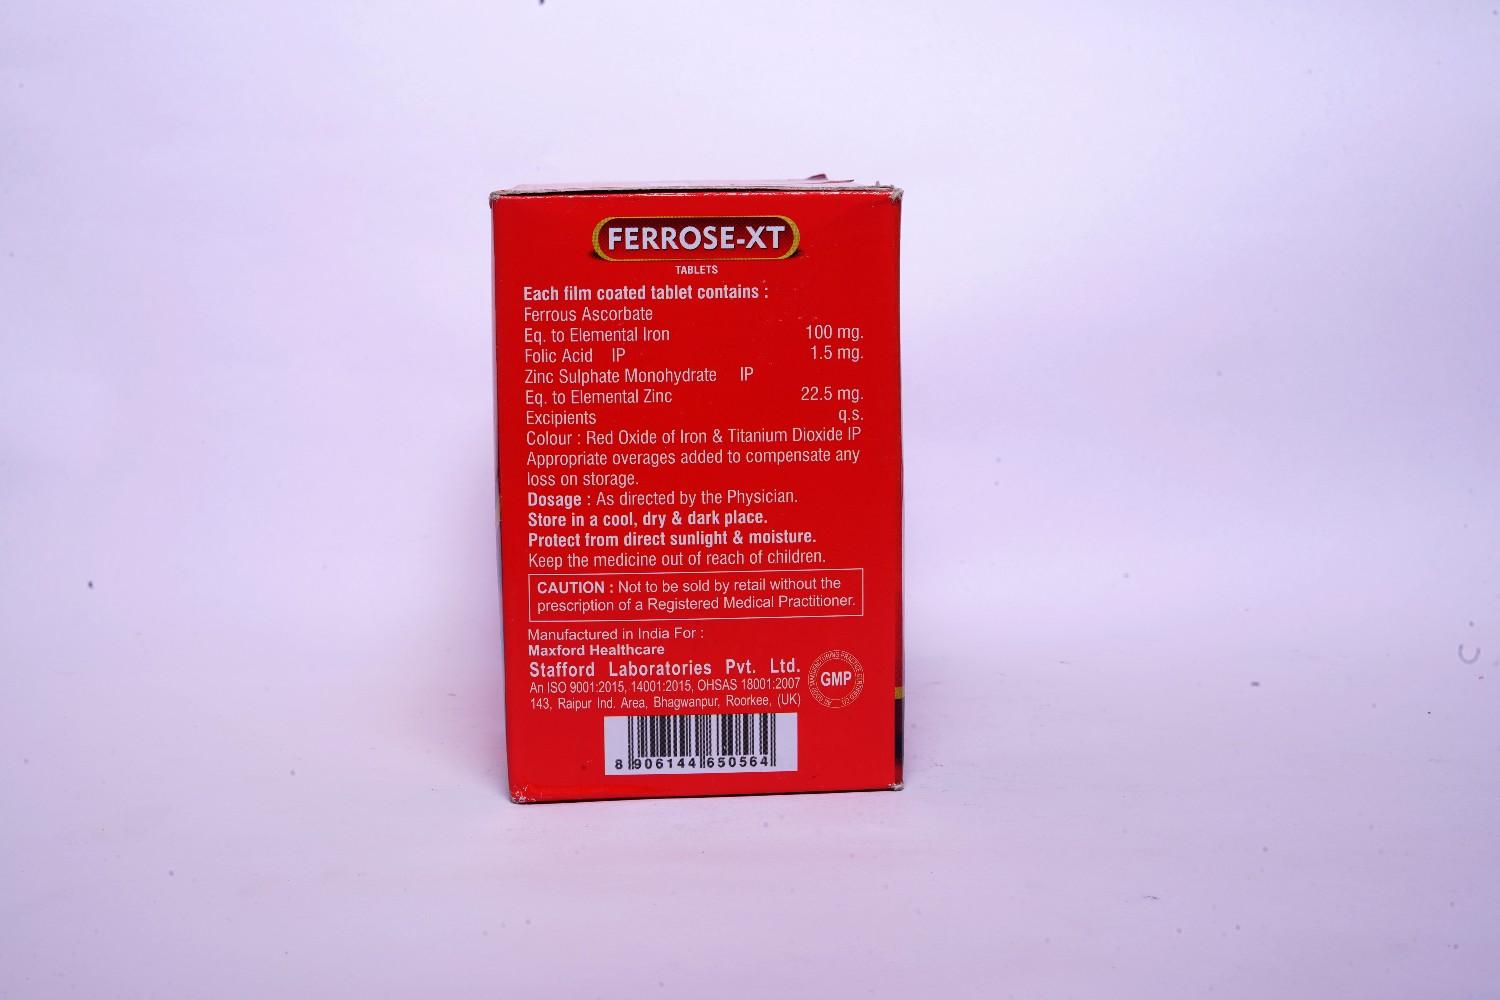 FERROSE-XT
TABLETS
Each film coated tablet contains :
Ferrous Ascorbate
Eq. to Elemental Iron 100 mg.
Folic Acid IP 1.5 mg.
Zinc Sulphate Monohydrate IP
Eq. to Elemental Zinc 22.5 mg.
Excipients q.s.
Colour : Red Oxide of Iron & Titanium Dioxide IP
Appropriate overages added to compensate any
loss on storage.
Dosage : As directed by the Physician.
Store in a cool, dry & dark place.
Protect from direct sunlight & moisture.
Keep the medicine out of reach of children.
CAUTION : Not to be sold by retail without the
prescription of a Registered Medical Practitioner.
Manufactured in India For :
Maxford Healthcare
Stafford Laboratories Pvt. Ltd.
An ISO 9001:2015, 14001:2015, OHSAS 18001:2007
143, Raipur Ind. Area, Bhagwanpur, Roorkee, (UK)
GMP
8 906144 650564